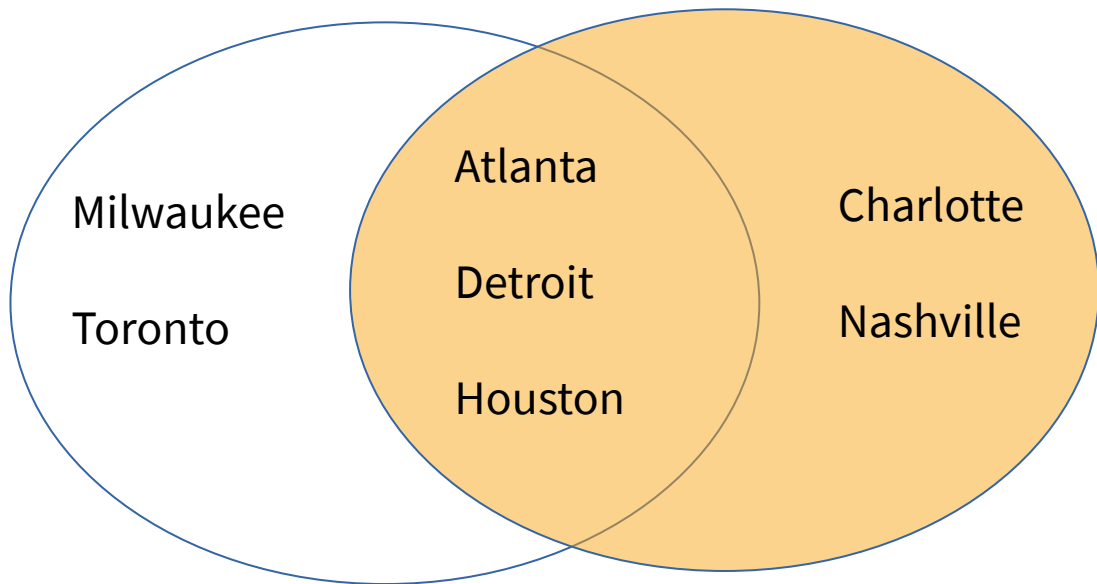 Milwaukee
Toronto
Atlanta
Detroit
Houston
Charlotte
Nashville